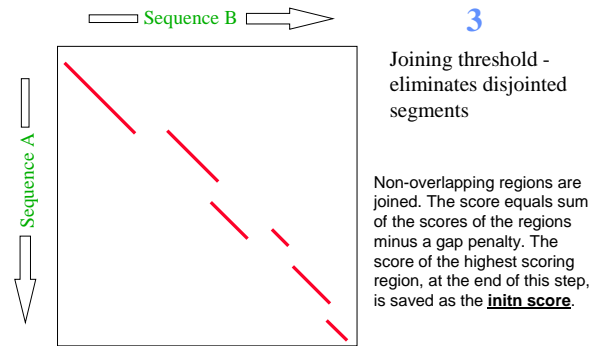 Sequence B
Sequence A
3
Joining threshold -
eliminates disjointed
segments
Non-overlapping regions are
joined. The score equals sum
of the scores of the regions
minus a gap penalty. The
score of the highest scoring
region, at the end of this step,
is saved as the initn score.